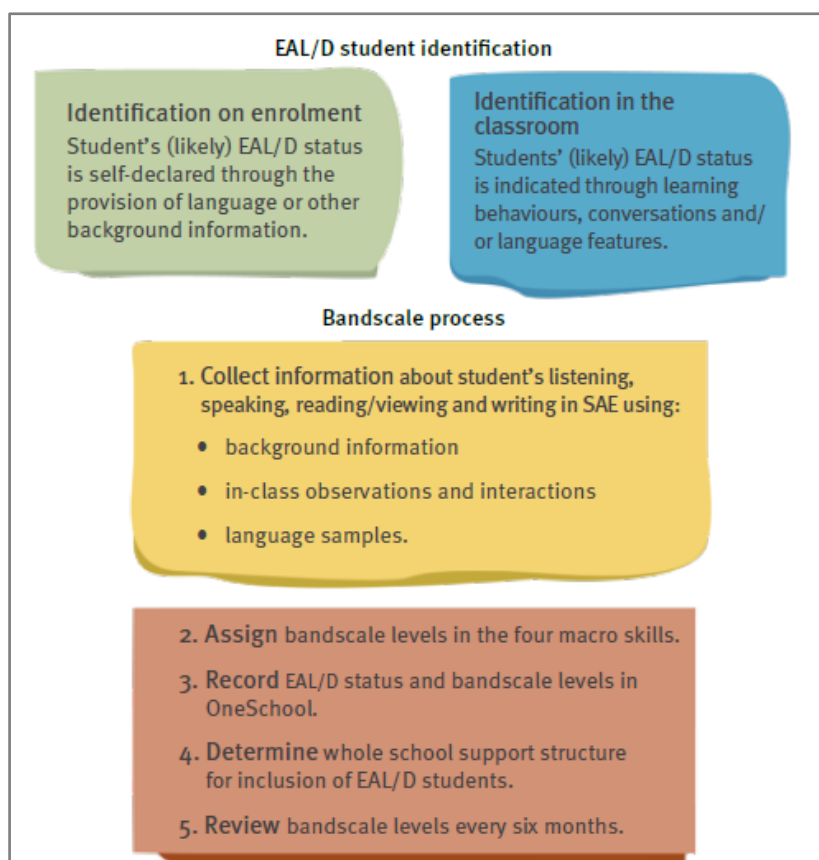 EAL/D student identification
Identification on enrolment
Student's (likely) EAL/D status
is self-declared through the
provision of language or other
background information.
Identification in the
classroom
Students' (likely) EAL/D status
is indicated through learning
behaviours, conversations and/
or language features.
Bandscale process
1. Collect information about student's listening,
speaking, reading/viewing and writing in SAE using:
• background information
• in-class observations and interactions
• language samples.
2. Assign bandscale levels in the four macro skills.
3. Record EAL/D status and bandscale levels in
OneSchool.
4. Determine whole school support structure
for inclusion of EAL/D students.
5. Review bandscale levels every six months.